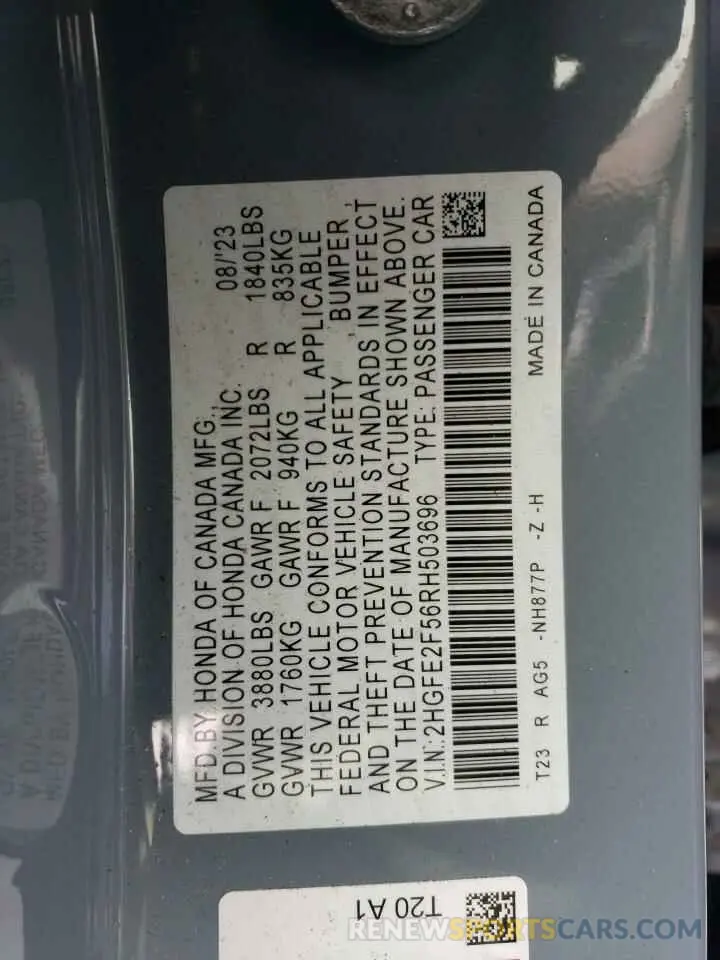 MFD.BY HONDA OF CANADA MFG., 08/'23
A DIVISION OF HONDA CANADA INC.
GVWR 3880LBS GAWR F 2072LBS R 1840LBS
GVWR 1760KG GAWR F 940KG R 835KG
THIS VEHICLE CONFORMS TO ALL APPLICABLE
FEDERAL MOTOR VEHICLE SAFETY , BUMPER ,
AND THEFT PREVENTION STANDARDS IN EFFECT
ON THE DATE OF MANUFACTURE SHOWN ABOVE.
V.I.N.:2HGFE2F56RH503696 TYPE: PASSENGER CAR
T23 R AG5 -NH877P -Z -H MADE IN CANADA
T20 A1
RENEWSPORTSCARS.COM